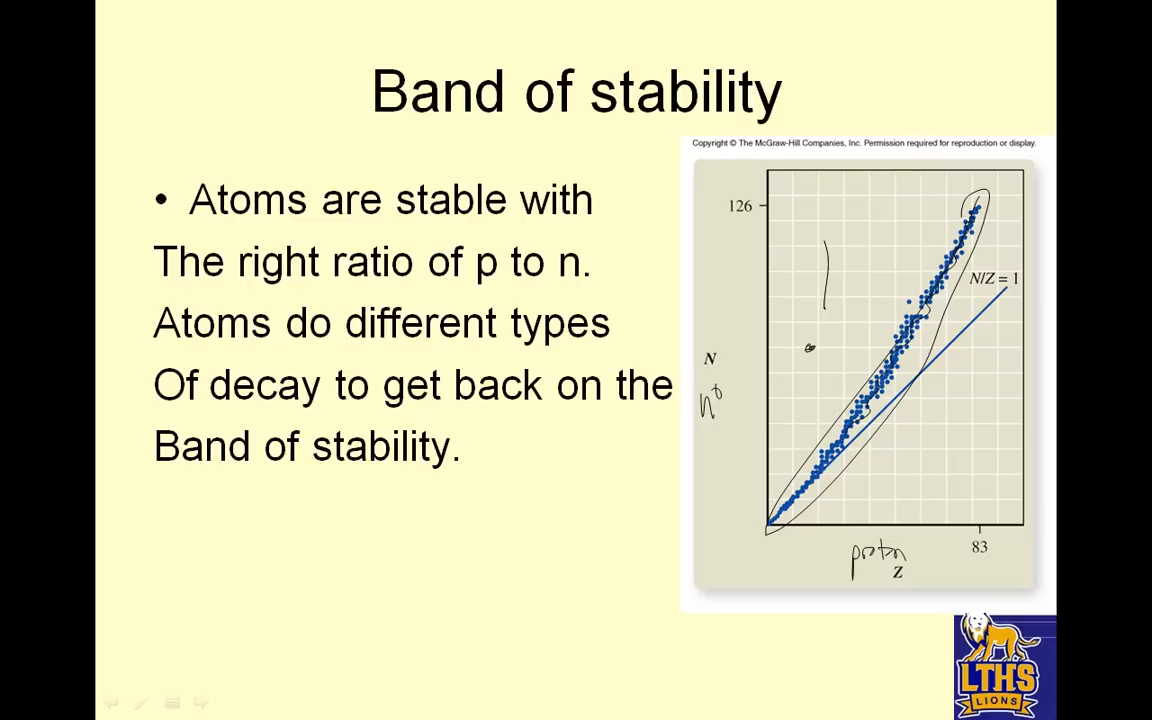 Band of stability
• Atoms are stable with
The right ratio of p to n.
Atoms do different types
Of decay to get back on the
Band of stability.
Copyright © The McGraw-Hill Companies, Inc. Permission required for reproduction or display.
126
N/Z = 1
N
n°
83
proton
Z
LTHS
LIONS